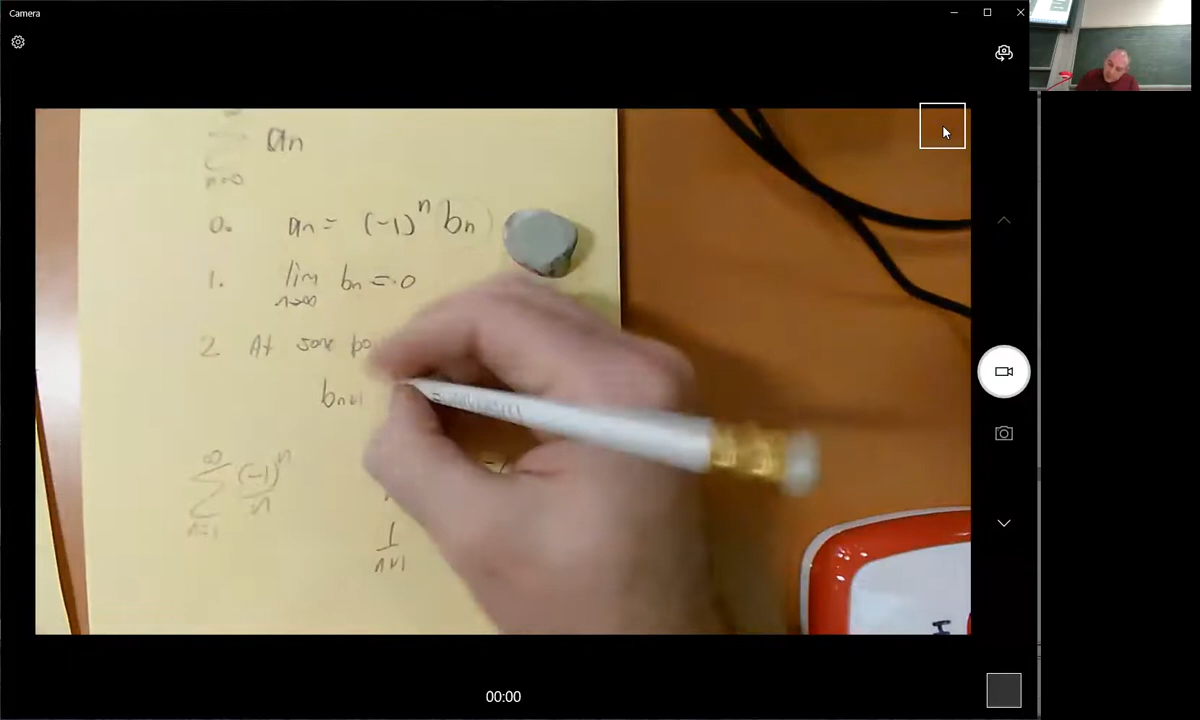 Camera
∞
Σ an
n=0
0. an = (-1)^n bn
1. lim bn = 0
n→∞
2 At some
bn+1
∞
Σ (-1)^n / n
n=1
1
n+1
00:00
H